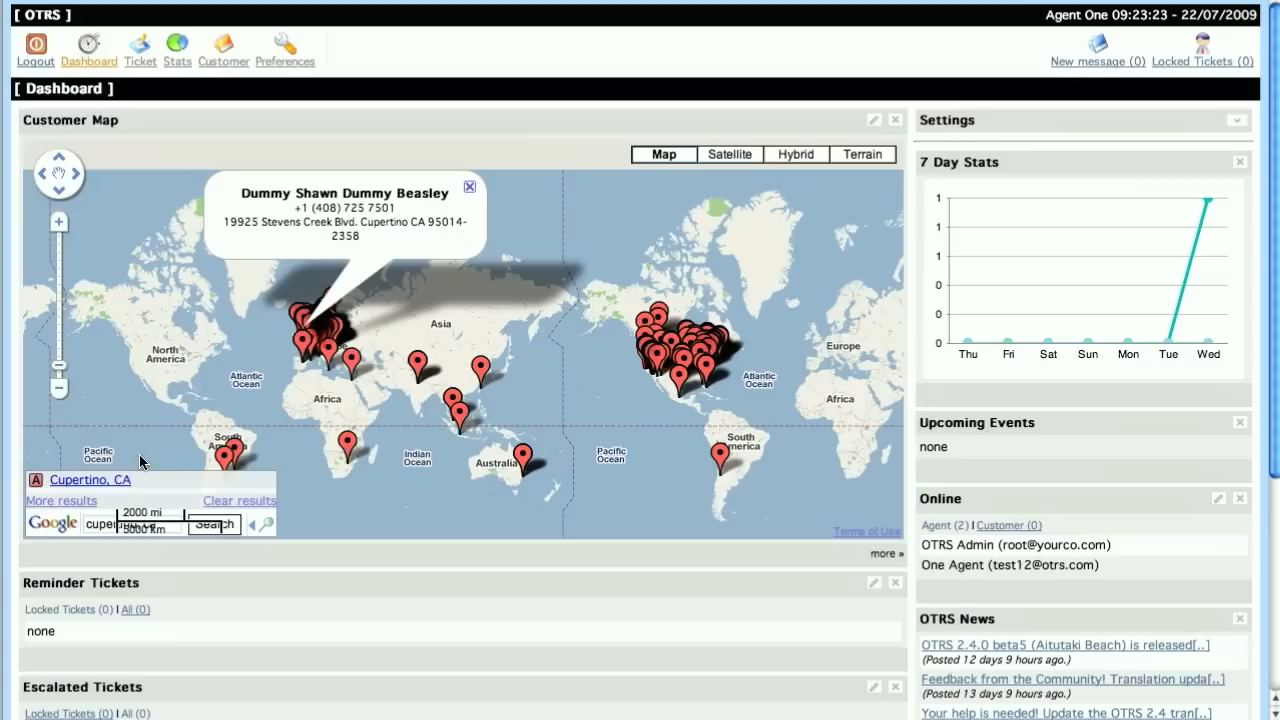 [ OTRS ]
Agent One 09:23:23 - 22/07/2009
Logout Dashboard Ticket Stats Customer Preferences
New message (0) Locked Tickets (0)
[ Dashboard ]
Customer Map
Map Satellite Hybrid Terrain
Dummy Shawn Dummy Beasley
+1 (408) 725 7501
19925 Stevens Creek Blvd. Cupertino CA 95014-
2358
North
America
Atlantic
Ocean
Asia
Africa
South
America
Pacific
Ocean
Indian
Ocean
Australia
Pacific
Ocean
Atlantic
Ocean
South
America
Europe
Africa
A Cupertino, CA
More results Clear results
2000 mi
5000 km
Google Search
Terms of Use
more »
Reminder Tickets
Locked Tickets (0) | All (0)
none
Escalated Tickets
Locked Tickets (0) | All (0)
Settings
7 Day Stats
1
1
1
0
0
0
Thu Fri Sat Sun Mon Tue Wed
Upcoming Events
none
Online
Agent (2) | Customer (0)
OTRS Admin (root@yourco.com)
One Agent (test12@otrs.com)
OTRS News
OTRS 2.4.0 beta5 (Aitutaki Beach) is released[..]
(Posted 12 days 9 hours ago.)
Feedback from the Community! Translation upda[..]
(Posted 13 days 9 hours ago.)
Your help is needed! Update the OTRS 2.4 tran[..]